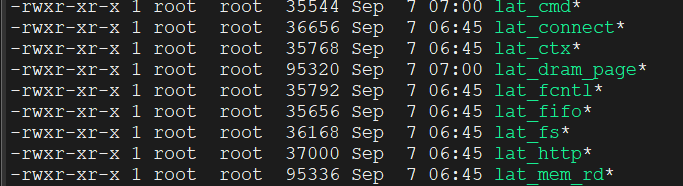 -rwxr-xr-x 1 root  root  35544 Sep  7 07:00 lat_cmd*
-rwxr-xr-x 1 root  root  36656 Sep  7 06:45 lat_connect*
-rwxr-xr-x 1 root  root  35768 Sep  7 06:45 lat_ctx*
-rwxr-xr-x 1 root  root  95320 Sep  7 07:00 lat_dram_page*
-rwxr-xr-x 1 root  root  35792 Sep  7 06:45 lat_fcntl*
-rwxr-xr-x 1 root  root  35656 Sep  7 06:45 lat_fifo*
-rwxr-xr-x 1 root  root  36168 Sep  7 06:45 lat_fs*
-rwxr-xr-x 1 root  root  37000 Sep  7 06:45 lat_http*
-rwxr-xr-x 1 root  root  95336 Sep  7 06:45 lat_mem_rd*